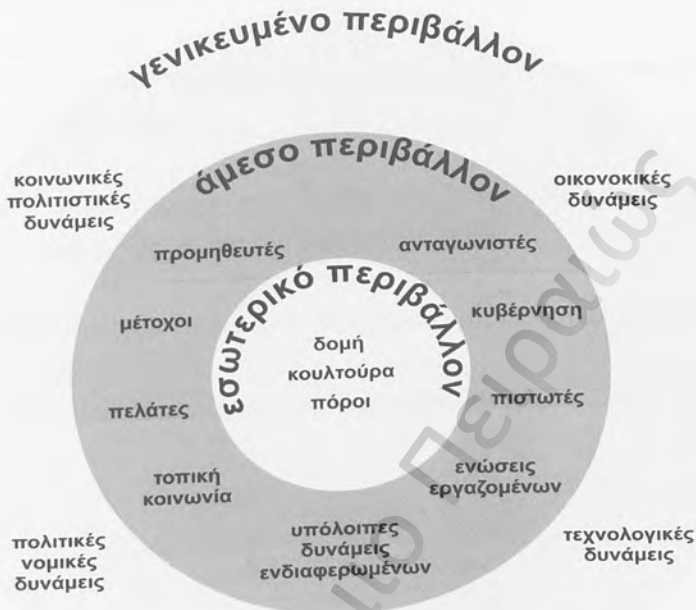 γενικευμένο περιβάλλον
άμεσο περιβάλλον
κοινωνικές
πολιτιστικές
δυνάμεις
οικονοκικές
δυνάμεις
προμηθευτές
ανταγωνιστές
εσωτερικό περιβάλλον
μέτοχοι
κυβέρνηση
δομή
κουλτούρα
πόροι
πελάτες
πιστωτές
τοπική
κοινωνία
ενώσεις
εργαζομένων
υπόλοιπες
δυνάμεις
ενδιαφερωμένων
πολιτικές
νομικές
δυνάμεις
τεχνολογικές
δυνάμεις
Πειραιώς